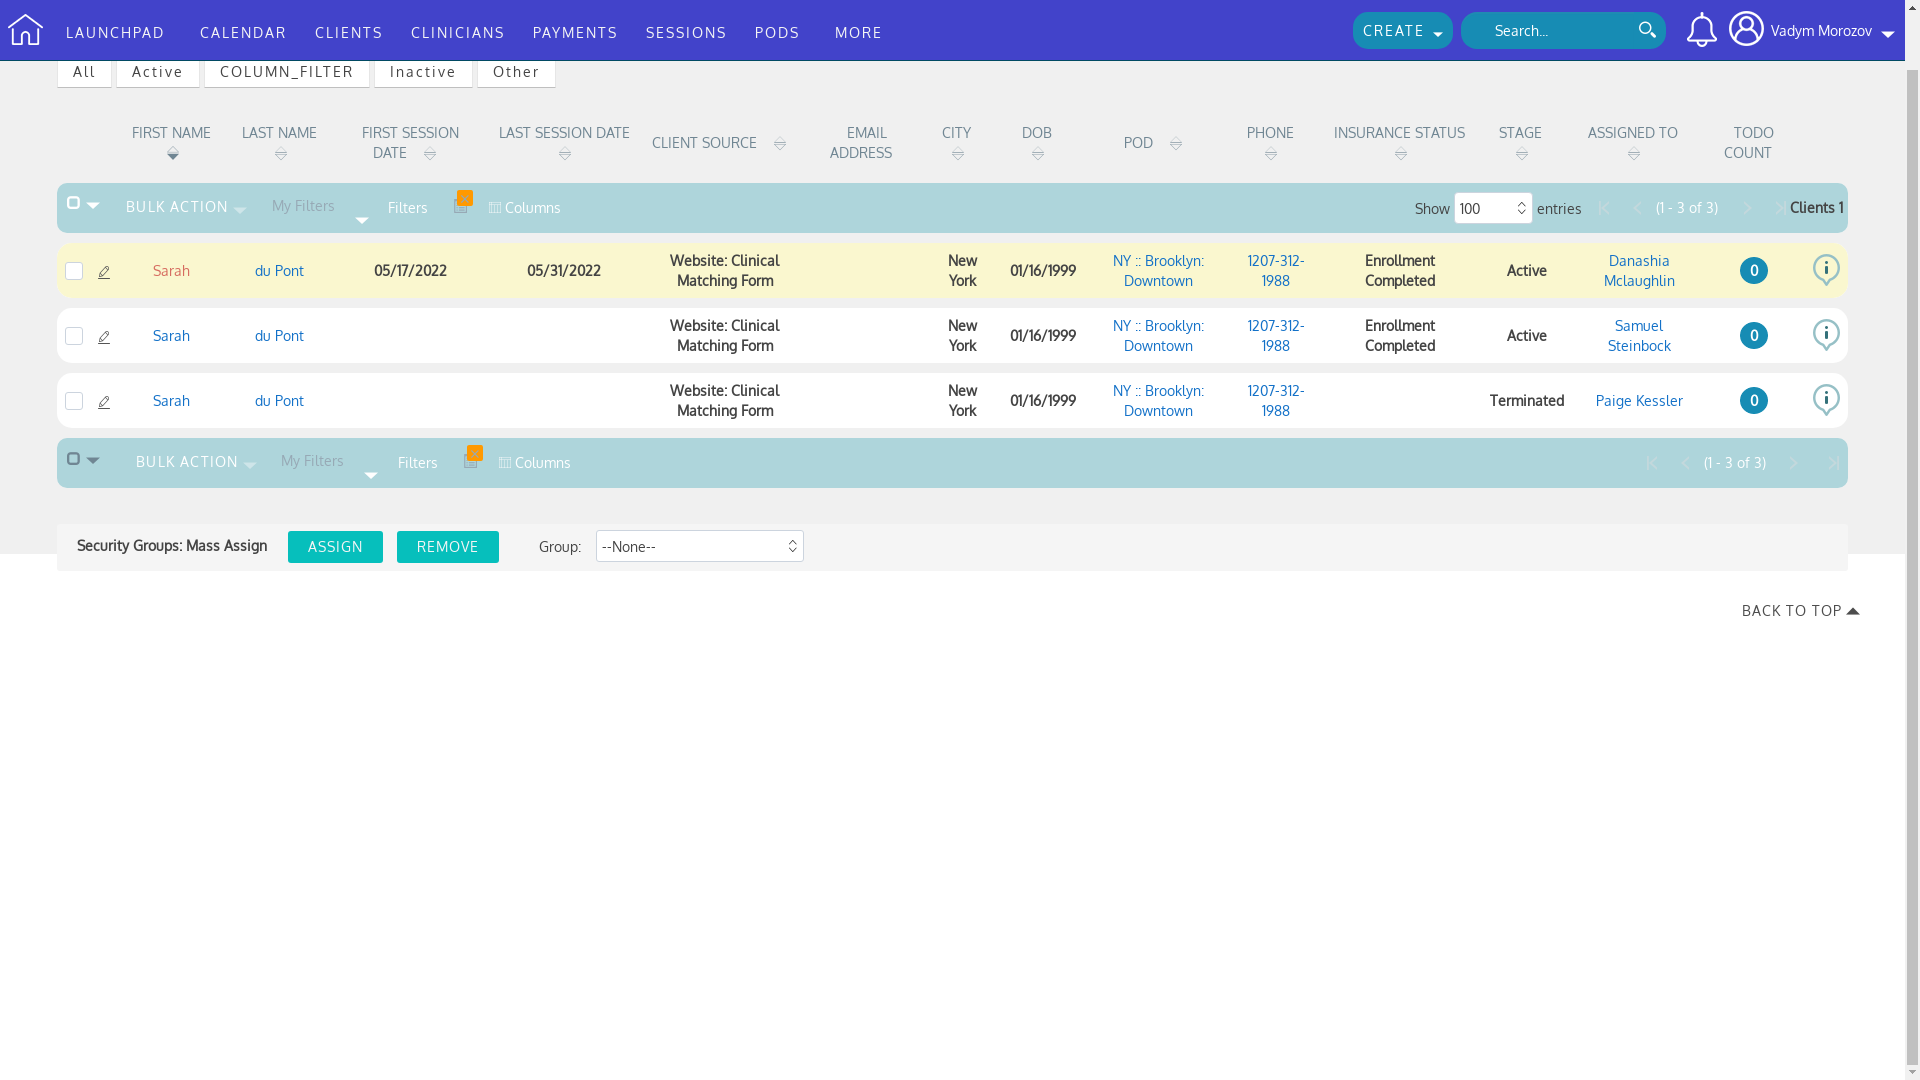 LAUNCHPAD CALENDAR CLIENTS CLINICIANS PAYMENTS SESSIONS PODS MORE CREATE Search... Vadym Morozov
All Active COLUMN_FILTER Inactive Other
FIRST NAME LAST NAME FIRST SESSION DATE LAST SESSION DATE CLIENT SOURCE EMAIL ADDRESS CITY DOB POD PHONE INSURANCE STATUS STAGE ASSIGNED TO TODO COUNT
BULK ACTION My Filters Filters Columns Show 100 entries (1 - 3 of 3) Clients 1
Sarah du Pont 05/17/2022 05/31/2022 Website: Clinical Matching Form New York 01/16/1999 NY :: Brooklyn: Downtown 1207-312-1988 Enrollment Completed Active Danashia Mclaughlin 0
Sarah du Pont Website: Clinical Matching Form New York 01/16/1999 NY :: Brooklyn: Downtown 1207-312-1988 Enrollment Completed Active Samuel Steinbock 0
Sarah du Pont Website: Clinical Matching Form New York 01/16/1999 NY :: Brooklyn: Downtown 1207-312-1988 Terminated Paige Kessler 0
BULK ACTION My Filters Filters Columns (1 - 3 of 3)
Security Groups: Mass Assign ASSIGN REMOVE Group: --None--
BACK TO TOP